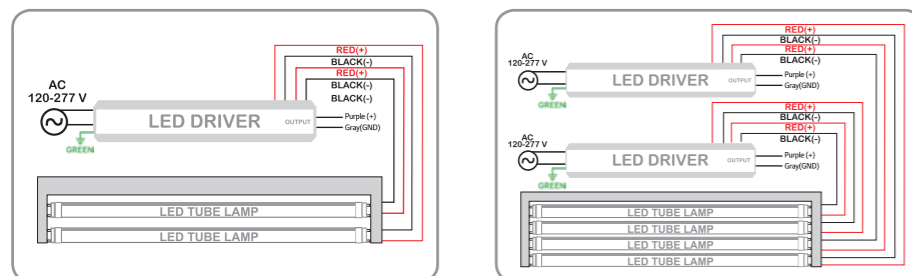 RED(+)
BLACK(-)
RED(+)
BLACK(-)
BLACK(-)
AC
120-277 V
LED DRIVER
OUTPUT
Purple (+)
Gray(GND)
GREEN
LED TUBE LAMP
LED TUBE LAMP
RED(+)
BLACK(-)
RED(+)
BLACK(-)
AC
120-277 V
LED DRIVER
OUTPUT
Purple (+)
Gray(GND)
GREEN
RED(+)
BLACK(-)
RED(+)
BLACK(-)
AC
120-277 V
LED DRIVER
OUTPUT
Purple (+)
Gray(GND)
GREEN
LED TUBE LAMP
LED TUBE LAMP
LED TUBE LAMP
LED TUBE LAMP